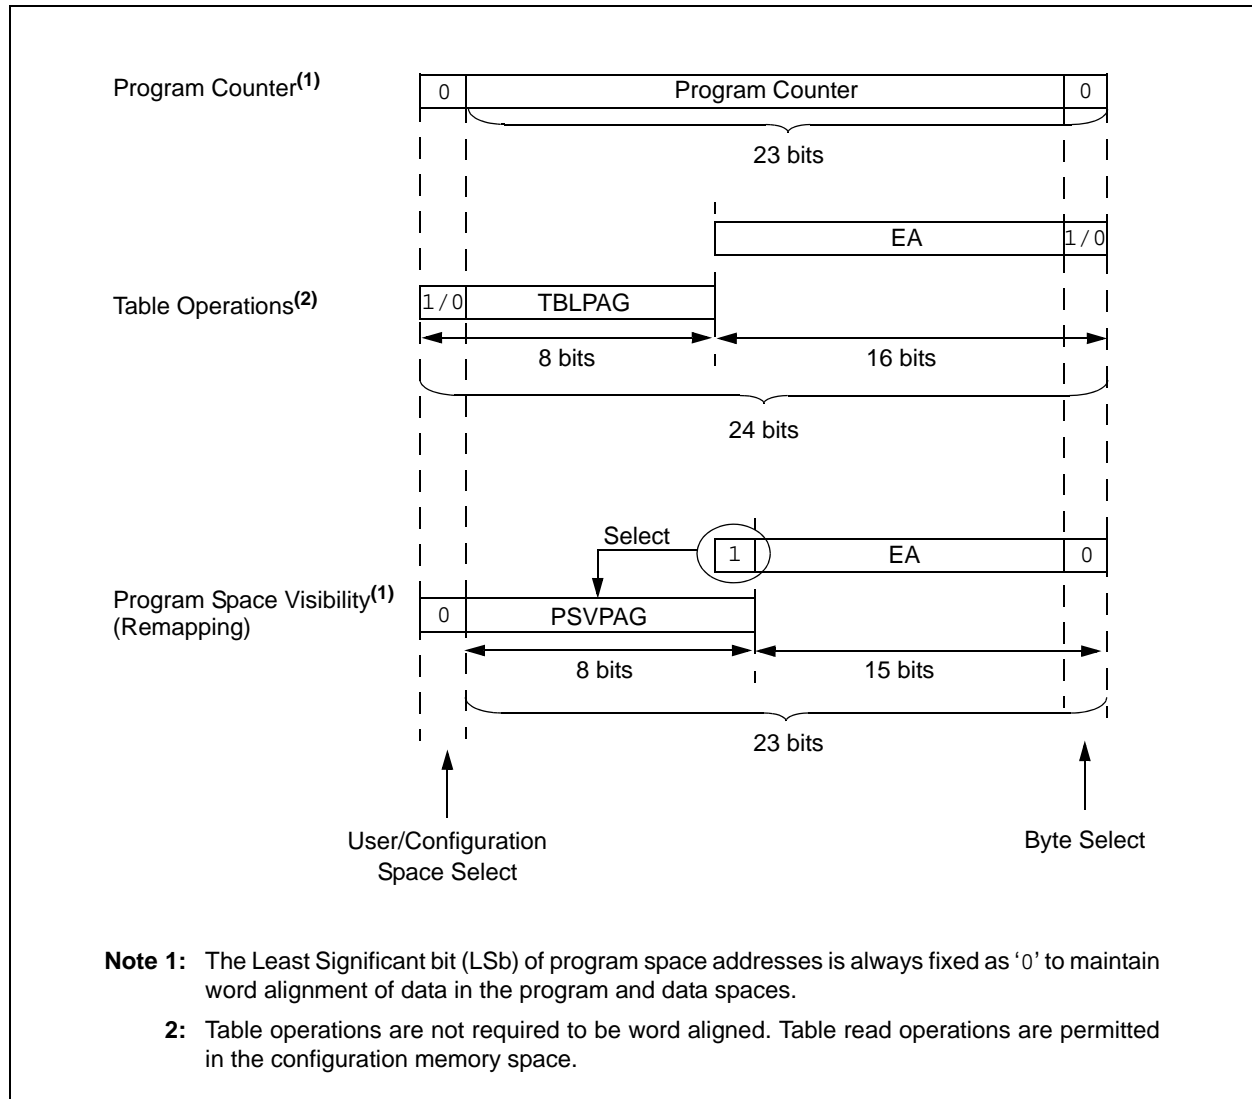 Program Counter(1)
0
Program Counter
0
23 bits
EA
1/0
Table Operations(2)
1/0
TBLPAG
8 bits
16 bits
24 bits
Select
1
EA
0
Program Space Visibility(1)
(Remapping)
0
PSVPAG
8 bits
15 bits
23 bits
User/Configuration
Space Select
Byte Select
Note 1: The Least Significant bit (LSb) of program space addresses is always fixed as ‘0’ to maintain
word alignment of data in the program and data spaces.
2: Table operations are not required to be word aligned. Table read operations are permitted
in the configuration memory space.